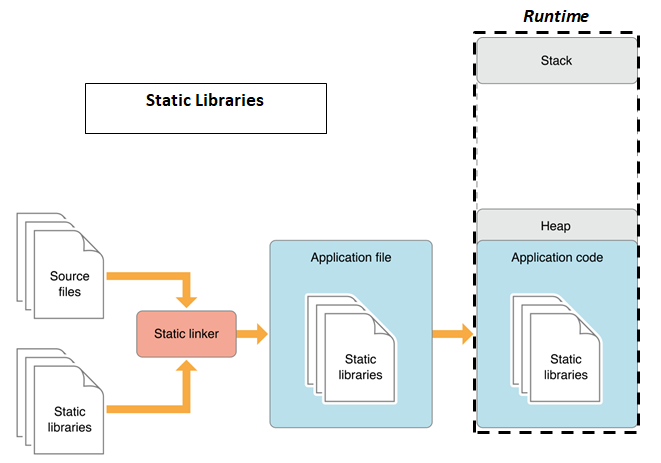 Runtime
Stack
Static Libraries
Source
files
Static
libraries
Static linker
Application file
Static
libraries
Heap
Application code
Static
libraries